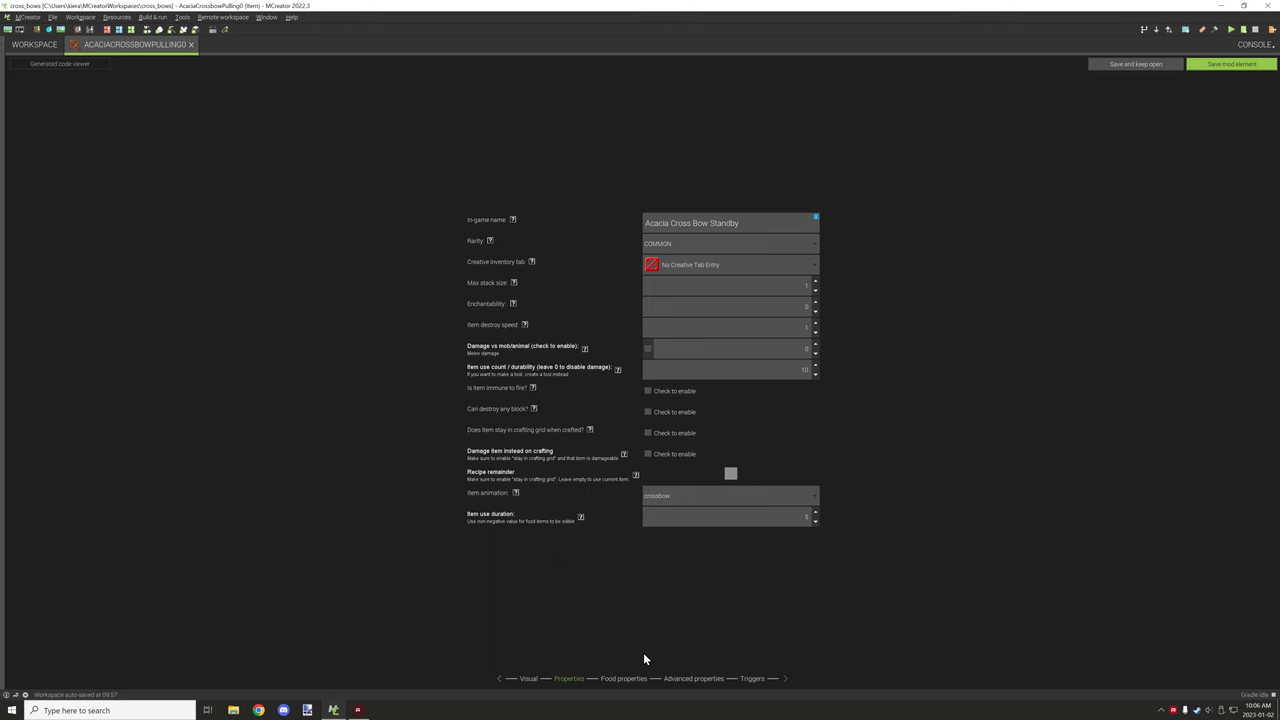 cross_bows [C:\Users\kiera\MCreatorWorkspaces\cross_bows] - AcaciaCrossbowPulling0 (Item) - MCreator 2022.3
MCreator File Workspace Resources Build & run Tools Remote workspace Window Help
WORKSPACE ACACIACROSSBOWPULLING0 CONSOLE
Generated code viewer Save and keep open Save mod element
In-game name: Acacia Cross Bow Standby
Rarity: COMMON
Creative inventory tab: No Creative Tab Entry
Max stack size: 1
Enchantability: 0
Item destroy speed: 1
Damage vs mob/animal (check to enable): 0
Melee damage
Item use count / durability (leave 0 to disable damage): 10
If you want to make a tool, create a tool instead
Is item immune to fire? Check to enable
Can destroy any block? Check to enable
Does item stay in crafting grid when crafted? Check to enable
Damage item instead on crafting Check to enable
Make sure to enable "stay in crafting grid" and that item is damageable
Recipe remainder
Make sure to enable "stay in crafting grid". Leave empty to use current item.
Item animation: crossbow
Item use duration: 5
Use non-negative value for food items to be edible
Visual Properties Food properties Advanced properties Triggers
Workspace auto-saved at 09:57 Gradle idle
Type here to search 10:06 AM
2023-01-02